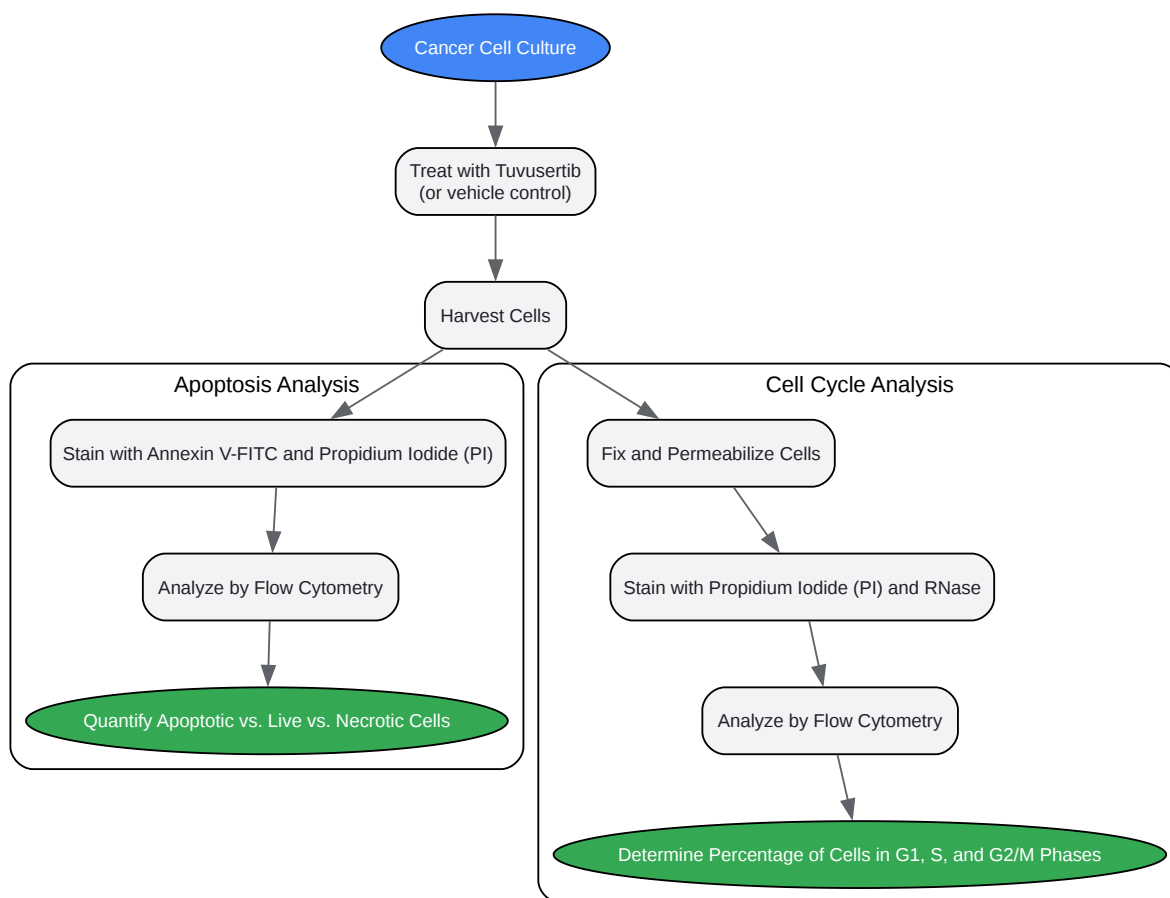 Cancer Cell Culture
Treat with Tuvusertib
(or vehicle control)
Harvest Cells
Apoptosis Analysis
Stain with Annexin V-FITC and Propidium Iodide (PI)
Analyze by Flow Cytometry
Quantify Apoptotic vs. Live vs. Necrotic Cells
Cell Cycle Analysis
Fix and Permeabilize Cells
Stain with Propidium Iodide (PI) and RNase
Analyze by Flow Cytometry
Determine Percentage of Cells in G1, S, and G2/M Phases